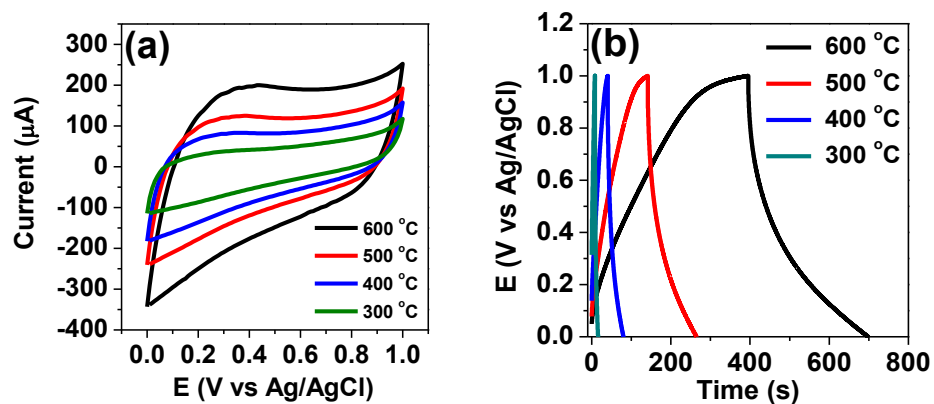 (a)
300
200
100
0
-100
-200
-300
-400
Current (µA)
600 °C
500 °C
400 °C
300 °C
0.0 0.2 0.4 0.6 0.8 1.0
E (V vs Ag/AgCl)
(b)
1.2
1.0
0.8
0.6
0.4
0.2
0.0
E (V vs Ag/AgCl)
600 °C
500 °C
400 °C
300 °C
0 200 400 600 800
Time (s)